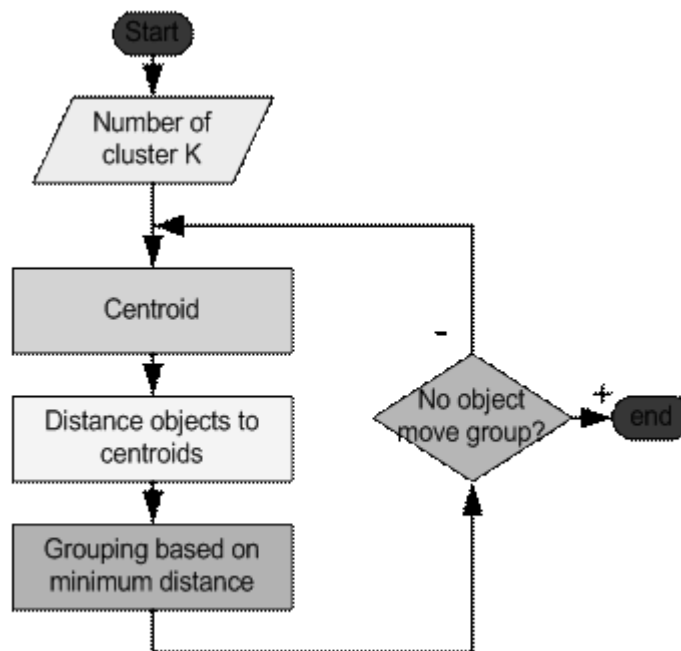 Start
Number of
cluster K
Centroid
-
Distance objects to
centroids
No object
move group?
+
end
Grouping based on
minimum distance